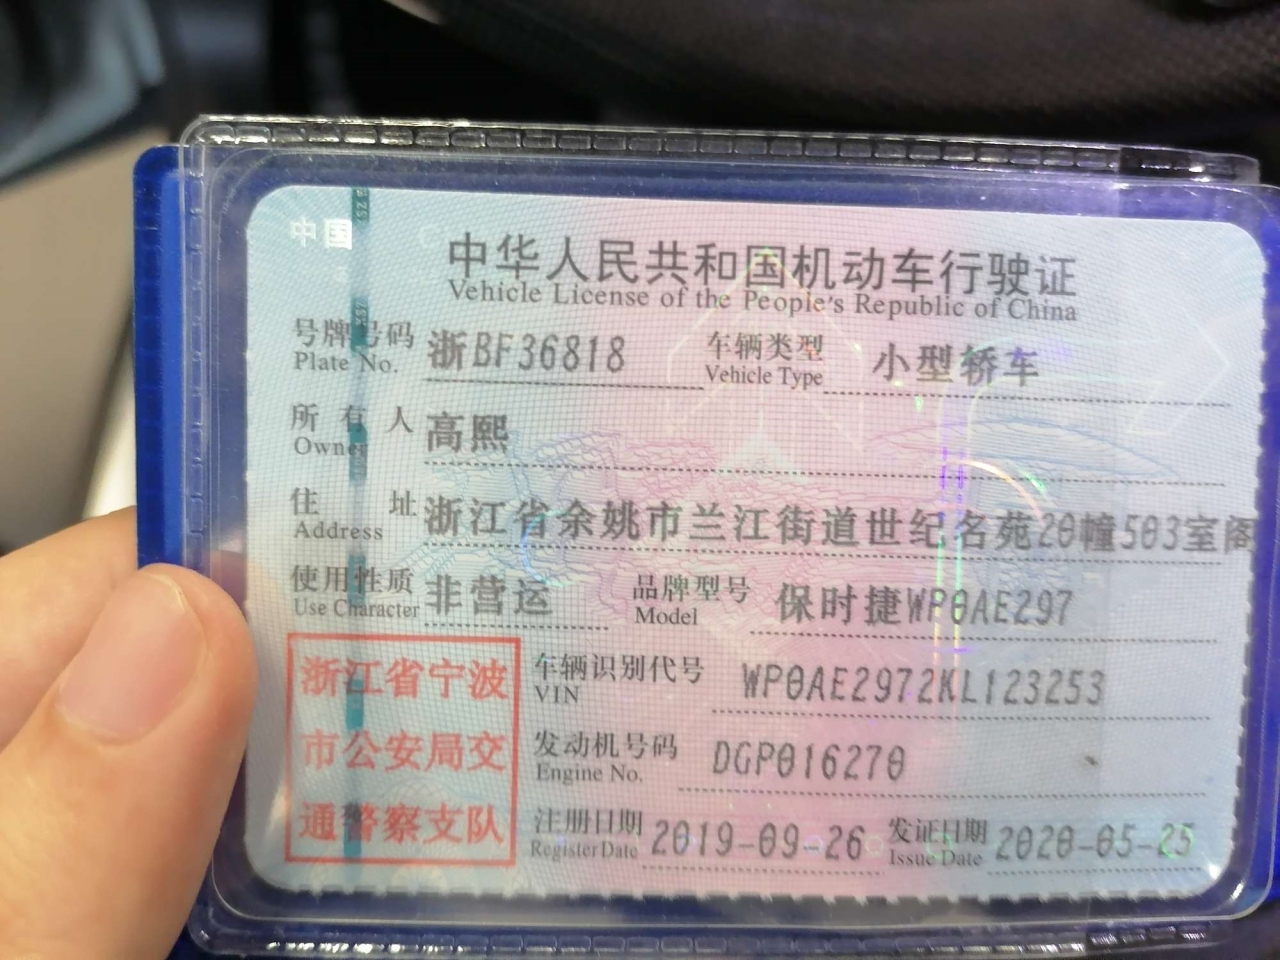 中国
中华人民共和国机动车行驶证
Vehicle License of the People's Republic of China
号牌号码 浙BF36818 车辆类型 小型轿车
Plate No. Vehicle Type
所有人 高熙
Owner
住址 浙江省余姚市兰江街道世纪名苑20幢503室阁
Address
使用性质 非营运 品牌型号 保时捷WP0AE297
Use Character Model
浙江省宁波
市公安局交
通警察支队
车辆识别代号 WP0AE2972KL123253
VIN
发动机号码 DGP016270
Engine No.
注册日期 2019-09-26 发证日期 2020-05-25
Register Date Issue Date